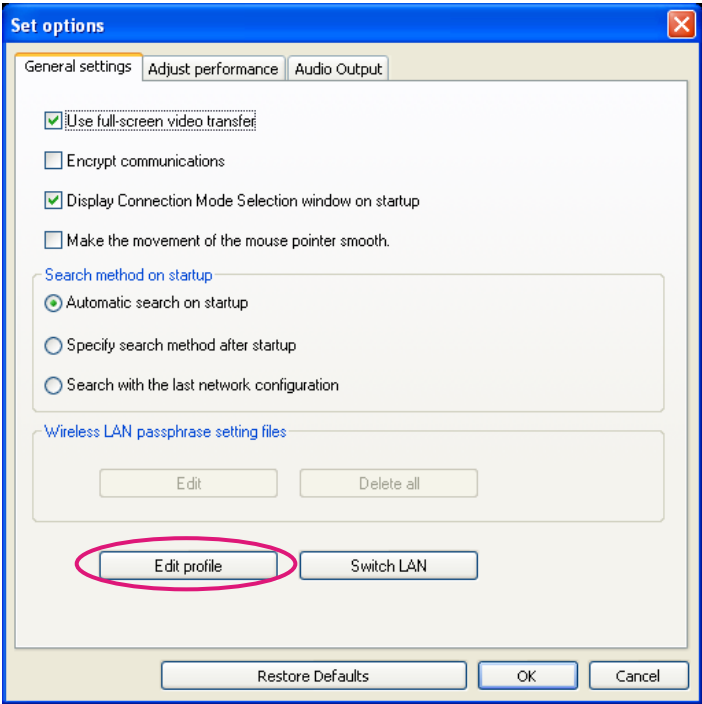 Set options
General settings Adjust performance Audio Output
Use full-screen video transfer
Encrypt communications
Display Connection Mode Selection window on startup
Make the movement of the mouse pointer smooth.
Search method on startup
Automatic search on startup
Specify search method after startup
Search with the last network configuration
Wireless LAN passphrase setting files
Edit Delete all
Edit profile Switch LAN
Restore Defaults OK Cancel